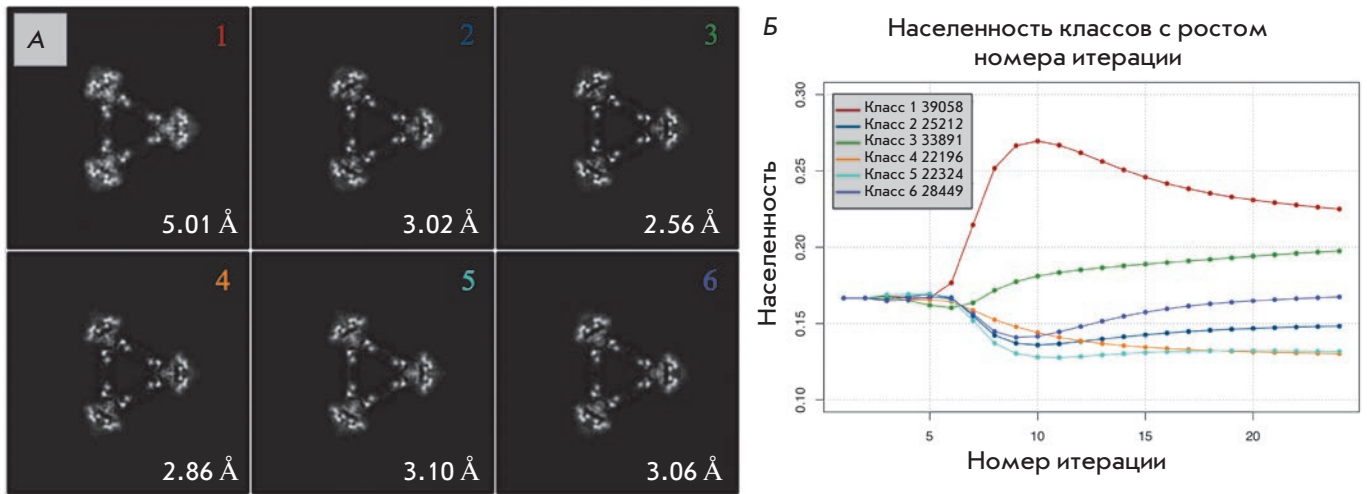 А
1
2
3
5.01 Å
3.02 Å
2.56 Å
4
5
6
2.86 Å
3.10 Å
3.06 Å
Б
Населенность классов с ростом
номера итерации
Населенность
0.30
0.25
0.20
0.15
0.10
Класс 1 39058
Класс 2 25212
Класс 3 33891
Класс 4 22196
Класс 5 22324
Класс 6 28449
5
10
15
20
Номер итерации